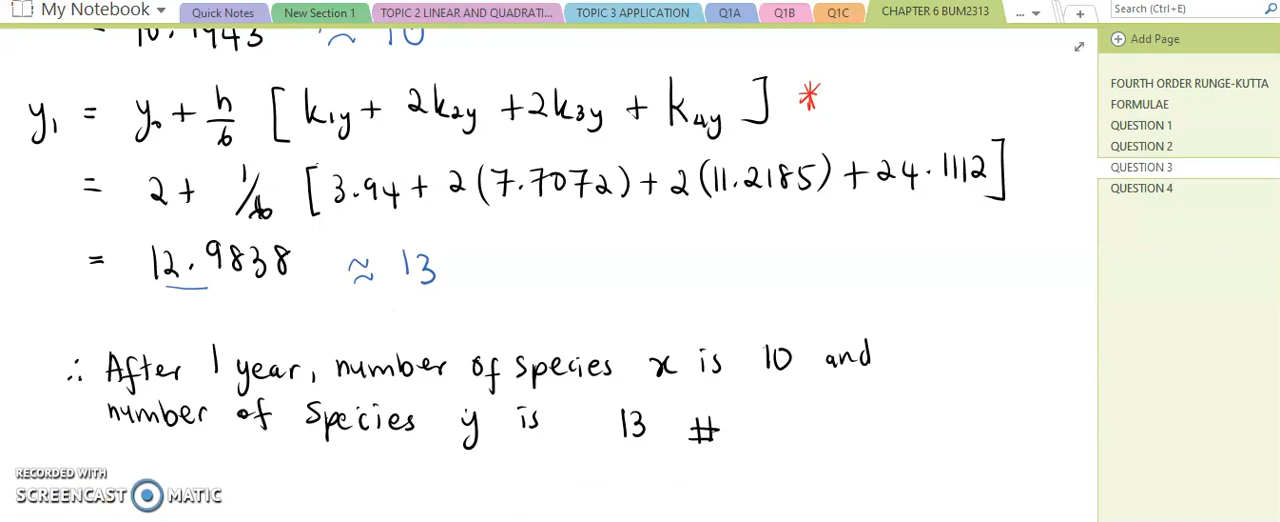 My Notebook
Quick Notes
New Section 1
TOPIC 2 LINEAR AND QUADRATI...
TOPIC 3 APPLICATION
Q1A
Q1B
Q1C
CHAPTER 6 BUM2313
...
+
Search (Ctrl+E)
Add Page
FOURTH ORDER RUNGE-KUTTA
FORMULAE
QUESTION 1
QUESTION 2
QUESTION 3
QUESTION 4
= 10.1943 ≈ 10
y₁ = y₀ + h/6 [k₁y + 2k₂y + 2k₃y + k₄y] *
= 2 + 1/6 [3.94 + 2(7.7072) + 2(11.2185) + 24.1112]
= 12.9838 ≈ 13
∴ After 1 year, number of species x is 10 and
number of species y is 13 #
RECORDED WITH
SCREENCAST MATIC